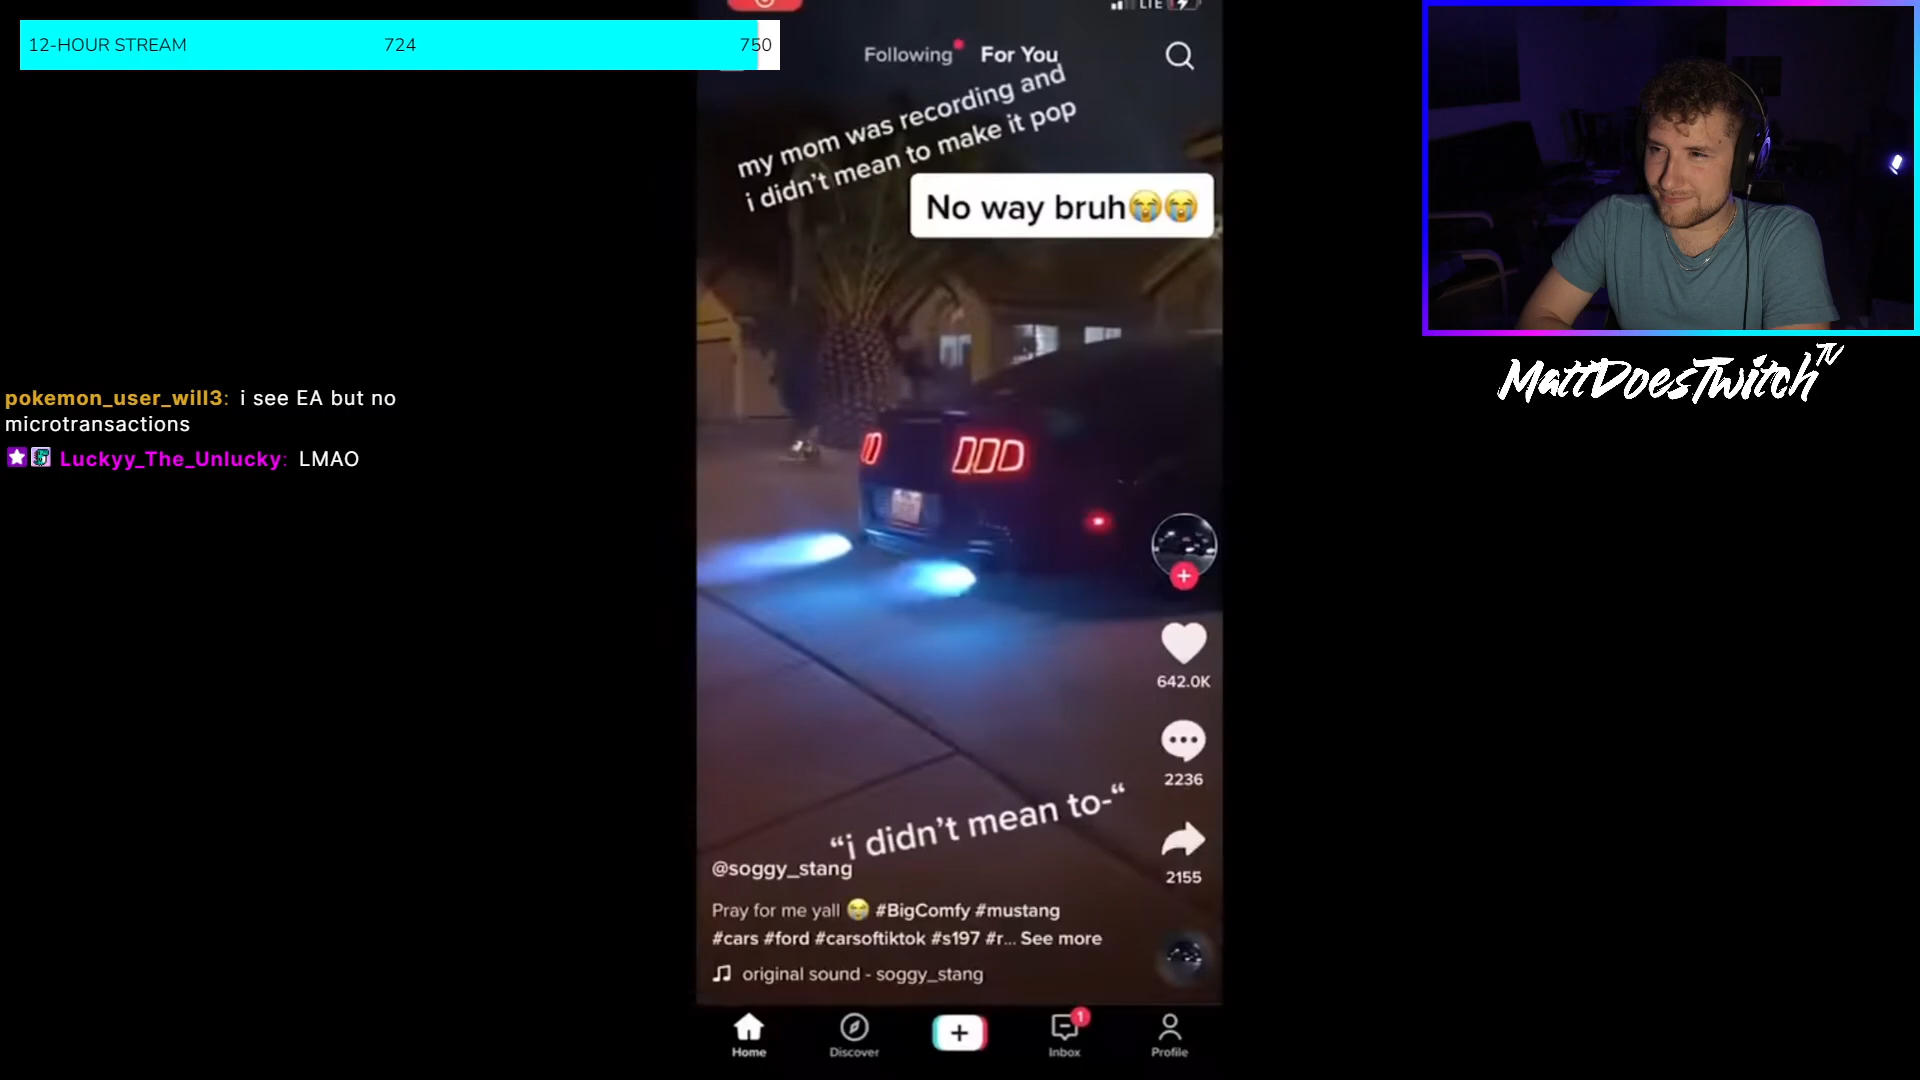 12-HOUR STREAM 724 750
LTE
Following For You
my mom was recording and
i didn't mean to make it pop
No way bruh😭😭
MattDoesTwitchTV
pokemon_user_will3: i see EA but no
microtransactions
Luckyy_The_Unlucky: LMAO
642.0K
2236
2155
“i didn't mean to-“
@soggy_stang
Pray for me yall 😭 #BigComfy #mustang
#cars #ford #carsoftiktok #s197 #r... See more
original sound - soggy_stang
1
Home Discover Inbox Profile